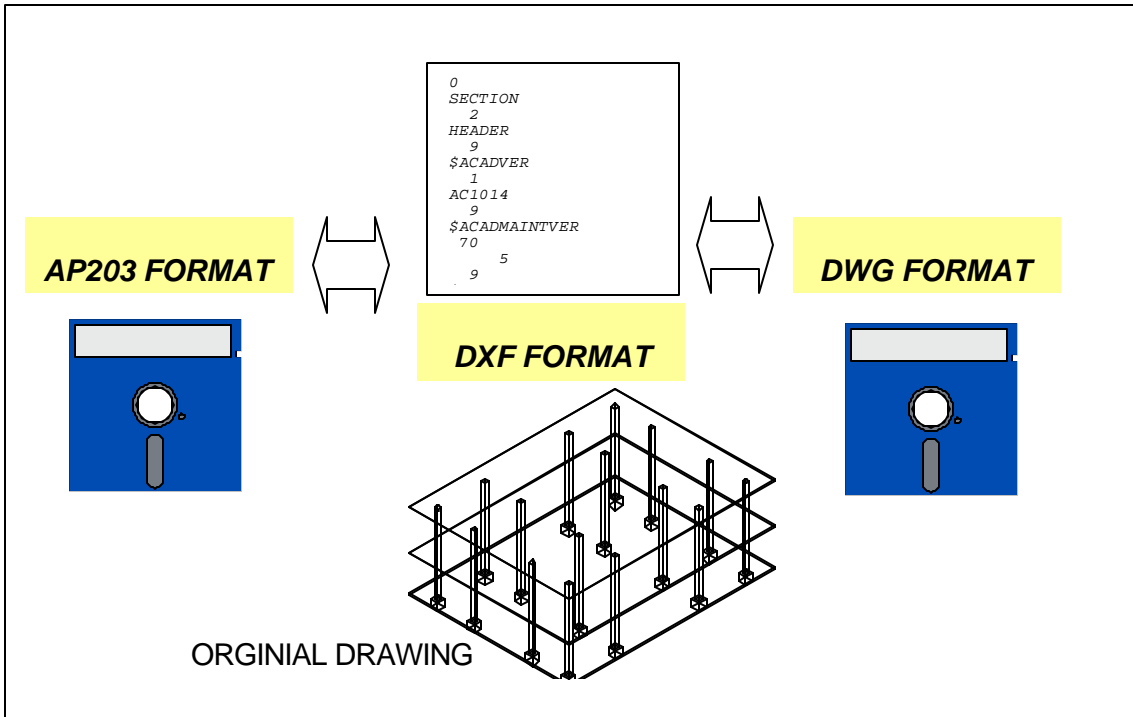 0
SECTION
2
HEADER
9
$ACADVER
1
AC1014
9
$ACADMAINTVER
70
5
9
AP203 FORMAT
DXF FORMAT
DWG FORMAT
ORGINIAL DRAWING